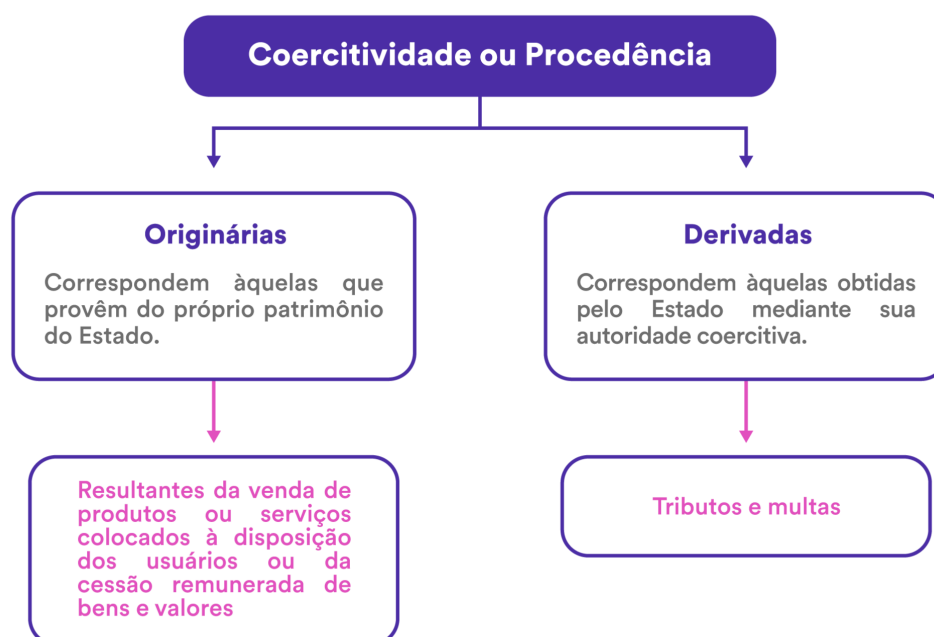 Coercitividade ou Procedência
Originárias
Correspondem àquelas que
provêm do próprio patrimônio
do Estado.
Derivadas
Correspondem àquelas obtidas
pelo Estado mediante sua
autoridade coercitiva.
Resultantes da venda de
produtos ou serviços
colocados à disposição
dos usuários ou da
cessão remunerada de
bens e valores
Tributos e multas